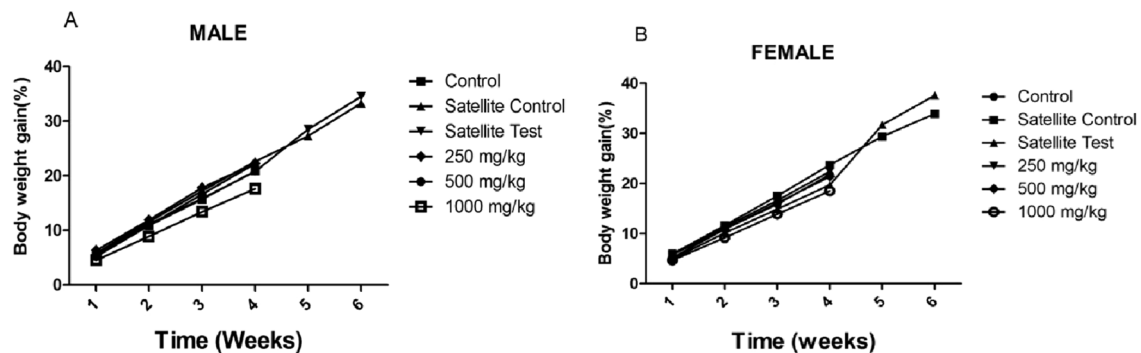 A
MALE
Body weight gain(%)
40
30
20
10
0
1 2 3 4 5 6
Time (Weeks)
Control
Satellite Control
Satellite Test
250 mg/kg
500 mg/kg
1000 mg/kg
B
FEMALE
Body weight gain(%)
40
30
20
10
0
1 2 3 4 5 6
Time (weeks)
Control
Satellite Control
Satellite Test
250 mg/kg
500 mg/kg
1000 mg/kg